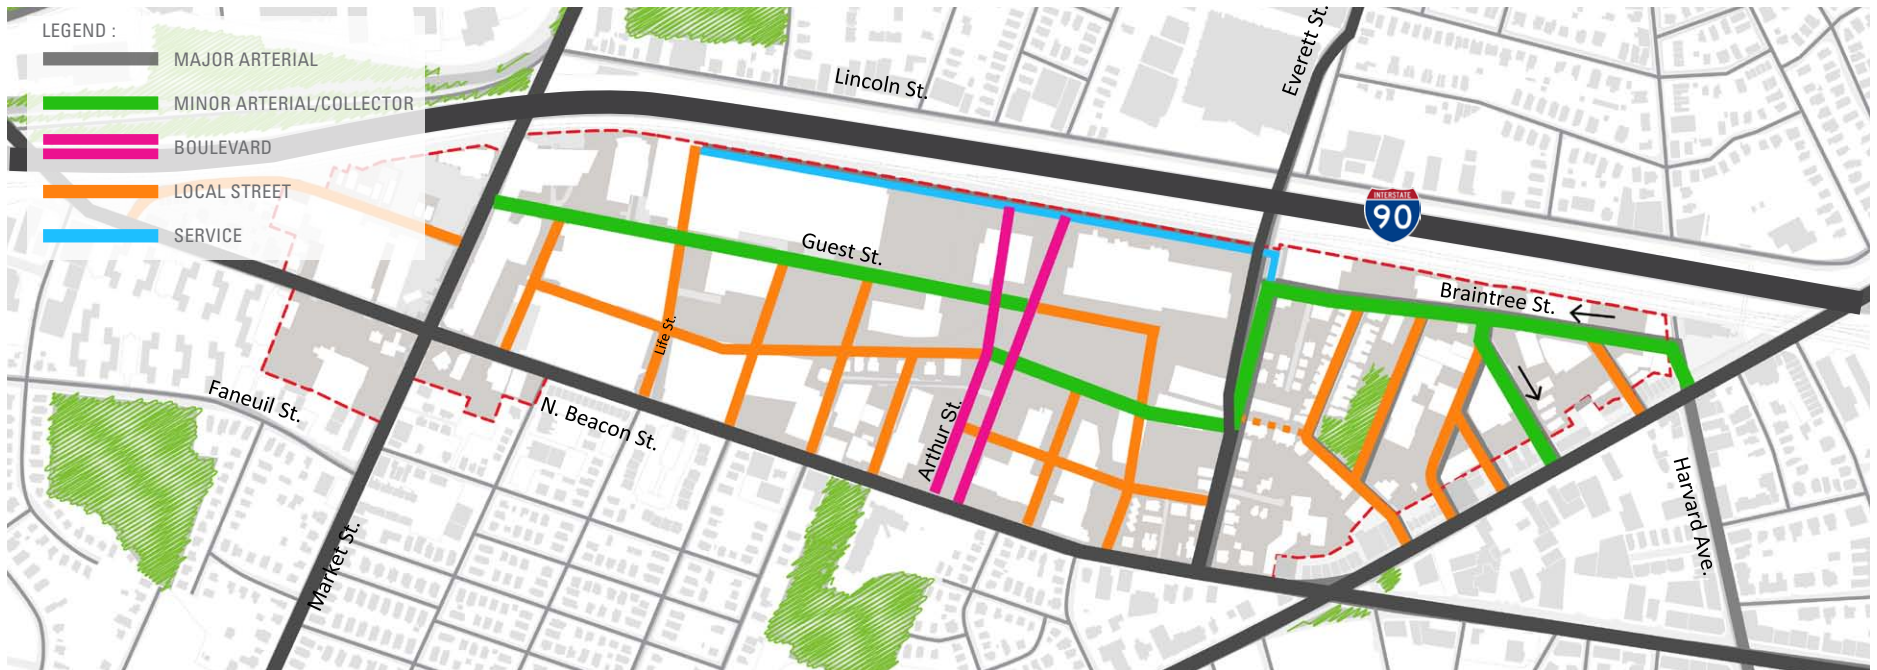 LEGEND :
MAJOR ARTERIAL
MINOR ARTERIAL/COLLECTOR
BOULEVARD
LOCAL STREET
SERVICE
Lincoln St.
Everett St.
INTERSTATE
90
Guest St.
Braintree St.
Life St.
Faneuil St.
N. Beacon St.
Arthur St.
Market St.
Harvard Ave.